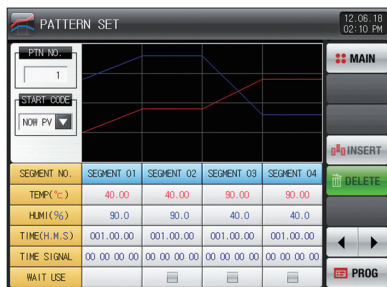 PATTERN SET
12.06.18
02:10 PM
PTN NO.
1
START CODE
NOW PV
MAIN
INSERT
DELETE
PROG
SEGMENT NO. SEGMENT 01 SEGMENT 02 SEGMENT 03 SEGMENT 04
TEMP(℃) 40.00 40.00 90.00 90.00
HUMI(%) 90.0 90.0 40.0 40.0
TIME(H.M.S) 001.00.00 001.00.00 001.00.00 001.00.00
TIME SIGNAL 00 00 00 00 00 00 00 00 00 00 00 00 00 00 00 00
WAIT USE